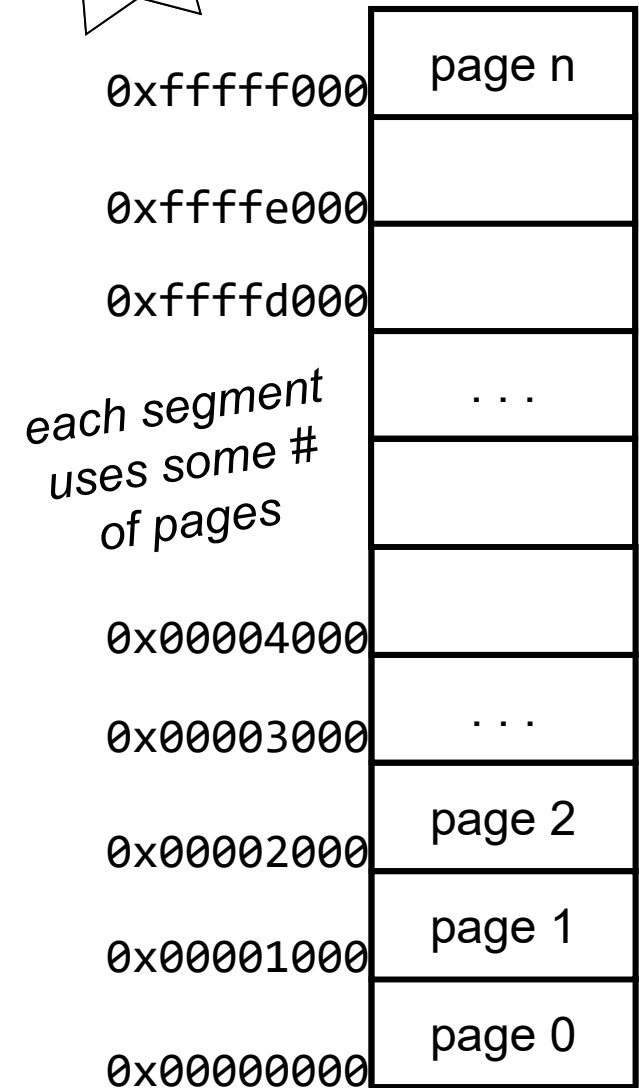 page n
0xfffff000
0xffffe000
0xffffd000
. . .
each segment
uses some #
of pages
0x00004000
. . .
0x00003000
page 2
0x00002000
page 1
0x00001000
page 0
0x00000000